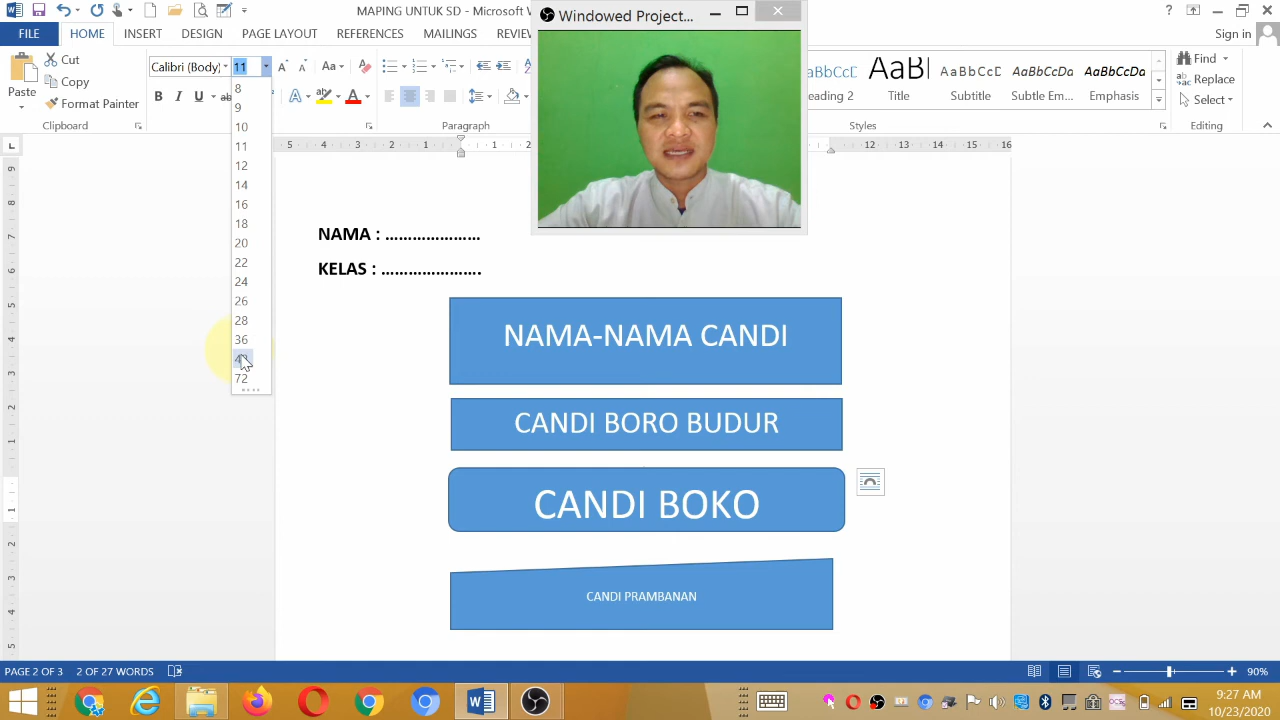 MAPING UNTUK SD - Microsoft W
Windowed Project...
FILE HOME INSERT DESIGN PAGE LAYOUT REFERENCES MAILINGS REVIE
Sign in
Paste
Cut
Copy
Format Painter
Clipboard
Calibri (Body)
11
Paragraph
eading 2
Title
Subtitle
Subtle Em...
Emphasis
Styles
Find
Replace
Select
Editing
8
9
10
11
12
14
16
18
20
22
24
26
28
36
72
NAMA : .....................
KELAS : .....................
NAMA-NAMA CANDI
CANDI BORO BUDUR
CANDI BOKO
CANDI PRAMBANAN
PAGE 2 OF 3 2 OF 27 WORDS
90%
9:27 AM
10/23/2020